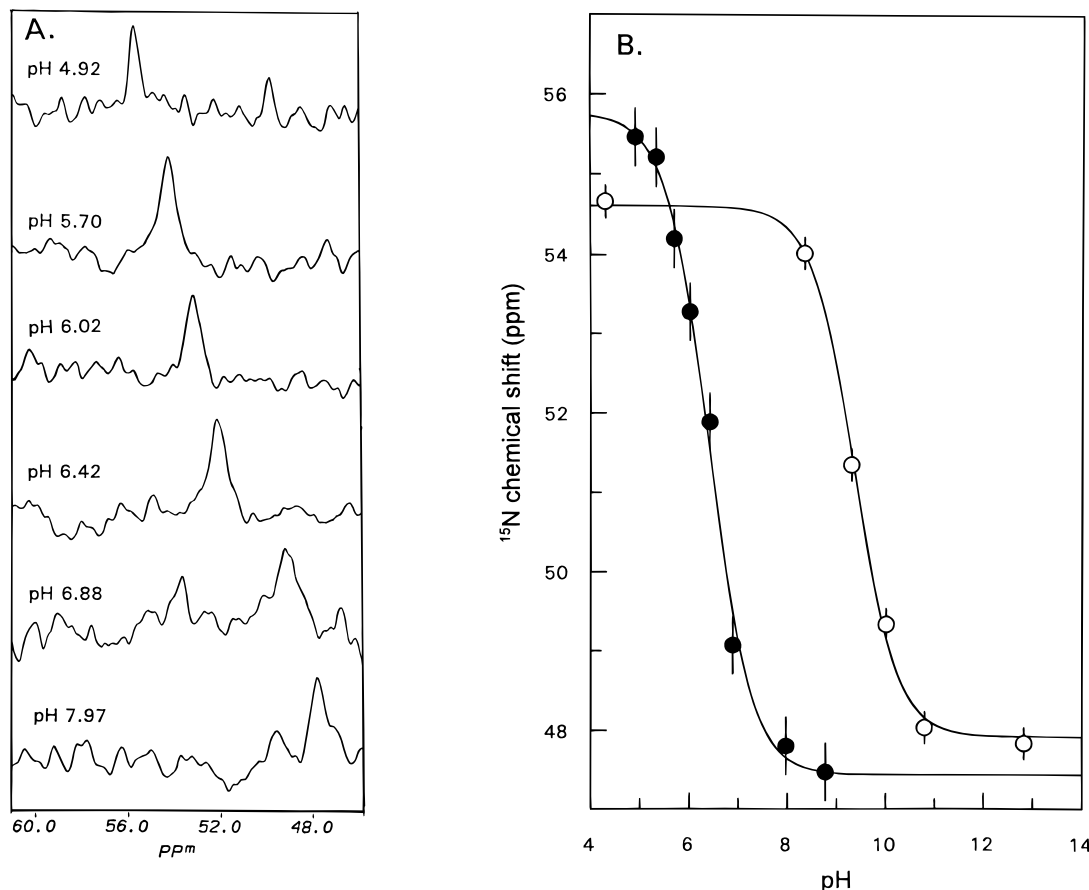 A.
pH 4.92
pH 5.70
pH 6.02
pH 6.42
pH 6.88
pH 7.97
60.0 56.0 52.0 48.0
PPm
B.
56
54
52
50
48
¹⁵N chemical shift (ppm)
4 6 8 10 12 14
pH